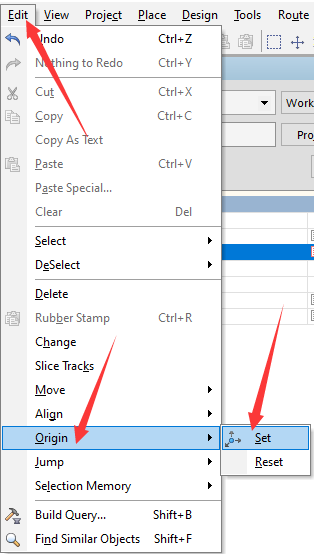 Edit View Project Place Design Tools Route
Undo Ctrl+Z
Nothing to Redo Ctrl+Y
Cut Ctrl+X
Copy Ctrl+C
Work
Copy As Text
Proj
Paste Ctrl+V
Paste Special...
Clear Del
Select
DeSelect
Delete
Rubber Stamp Ctrl+R
Change
Slice Tracks
Move
Align
Origin Set
Jump Reset
Selection Memory
Build Query... Shift+B
Find Similar Objects Shift+F